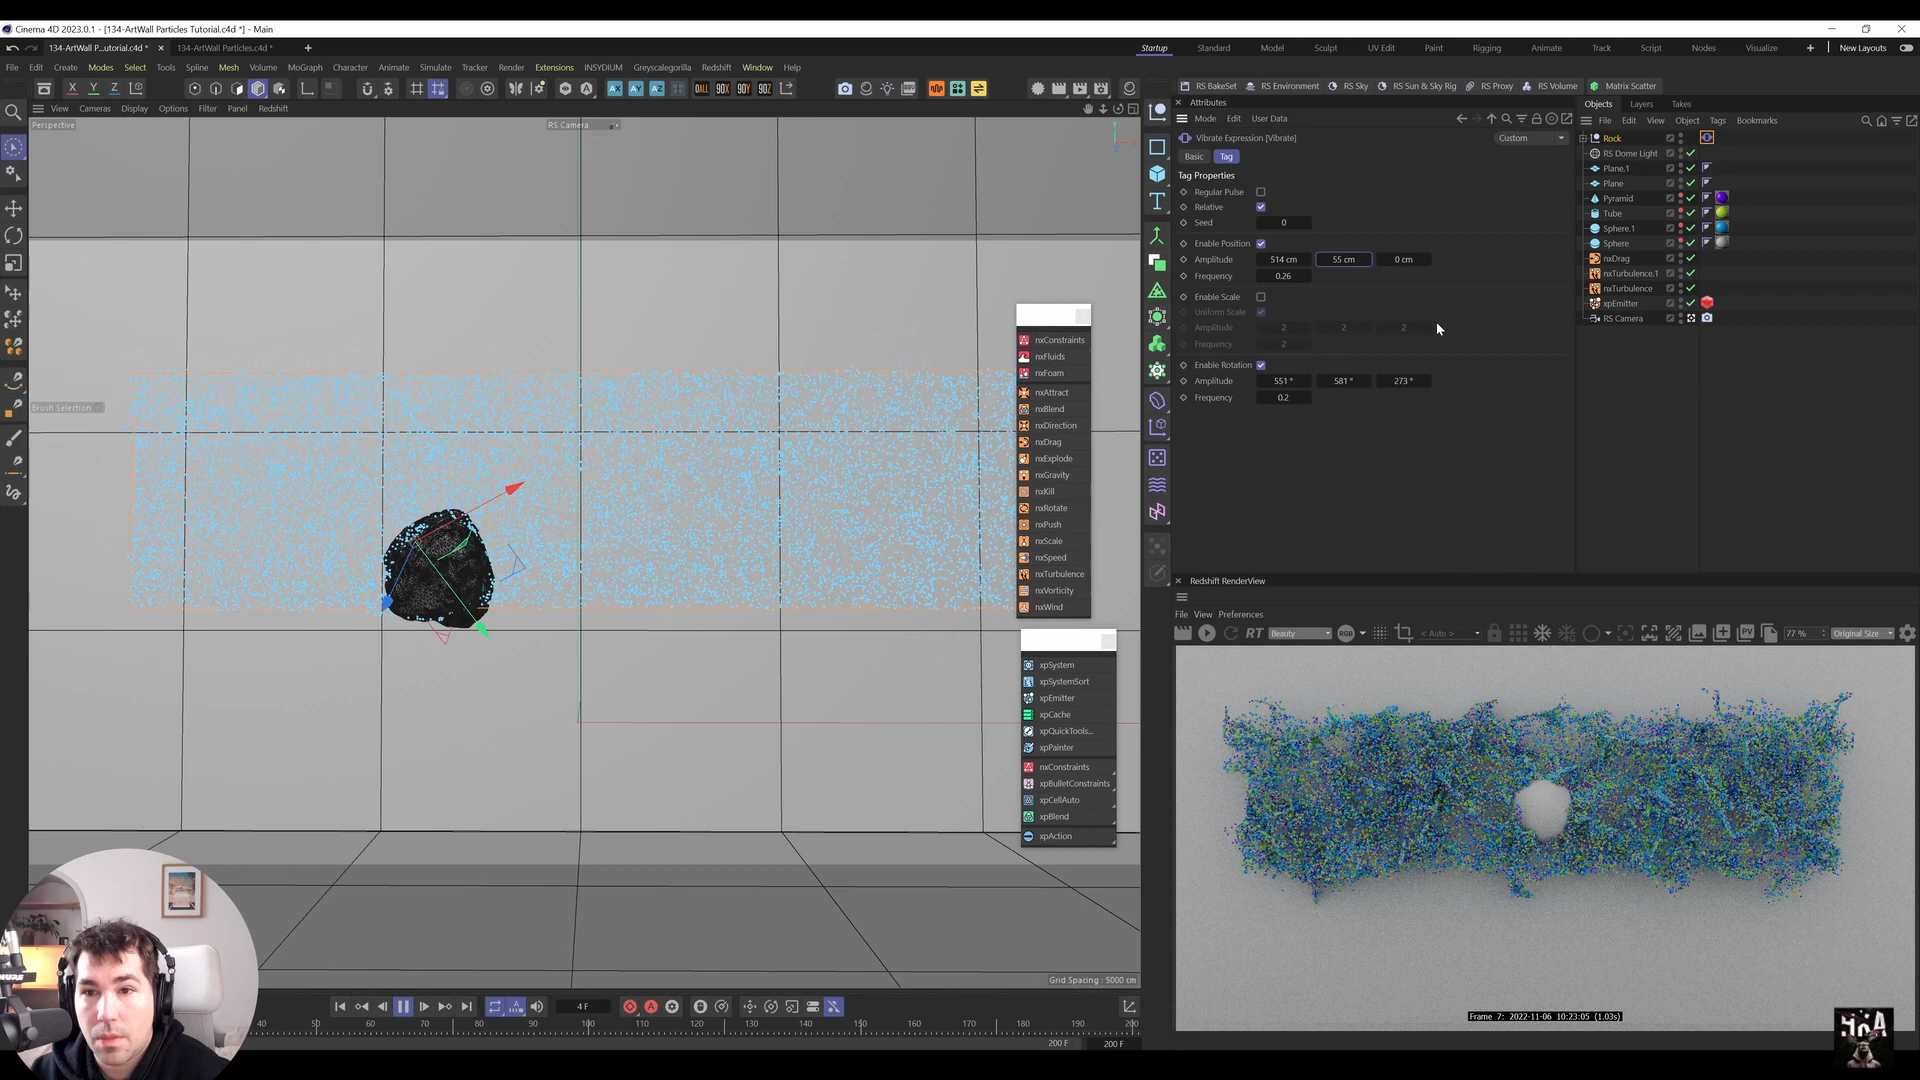 Cinema 4D 2023.0.1 - [134-ArtWall Particles Tutorial.c4d *] - Main
134-ArtWall P...utorial.c4d *
134-ArtWall Particles.c4d *
Startup Standard Model Sculpt UV Edit Paint Rigging Animate Track Script Nodes Visualize New Layouts
File Edit Create Modes Select Tools Spline Mesh Volume MoGraph Character Animate Simulate Tracker Render Extensions INSYDIUM Greyscalegorilla Redshift Window Help
X Y Z
AX AY AZ
0ALL 90X 90Y 90Z
RS BakeSet RS Environment RS Sky RS Sun & Sky Rig RS Proxy RS Volume Matrix Scatter
View Cameras Display Options Filter Panel Redshift
Perspective
RS Camera
Brush Selection
Grid Spacing : 5000 cm
nxConstraints
nxFluids
nxFoam
nxAttract
nxBlend
nxDirection
nxDrag
nxExplode
nxGravity
nxKill
nxRotate
nxPush
nxScale
nxSpeed
nxTurbulence
nxVorticity
nxWind
xpSystem
xpSystemSort
xpEmitter
xpCache
xpQuickTools...
xpPainter
nxConstraints
xpBulletConstraints
xpCellAuto
xpBlend
xpAction
Attributes
Mode Edit User Data
Vibrate Expression [Vibrate]
Custom
Basic Tag
Tag Properties
Regular Pulse
Relative
Seed 0
Enable Position
Amplitude 514 cm 55 cm 0 cm
Frequency 0.26
Enable Scale
Uniform Scale
Amplitude 2 2 2
Frequency 2
Enable Rotation
Amplitude 551 ° 581 ° 273 °
Frequency 0.2
Objects Layers Takes
File Edit View Object Tags Bookmarks
Rock
RS Dome Light
Plane.1
Plane
Pyramid
Tube
Sphere.1
Sphere
nxDrag
nxTurbulence.1
nxTurbulence
xpEmitter
RS Camera
Redshift RenderView
File View Preferences
RT Beauty RGB < Auto > PV 77 % Original Size
Frame 7: 2022-11-06 10:23:05 (1.03s)
4 F
40 50 60 70 80 90 100 110 120 130 140 150 160 170 180 190 200
200 F 200 F
SHURE